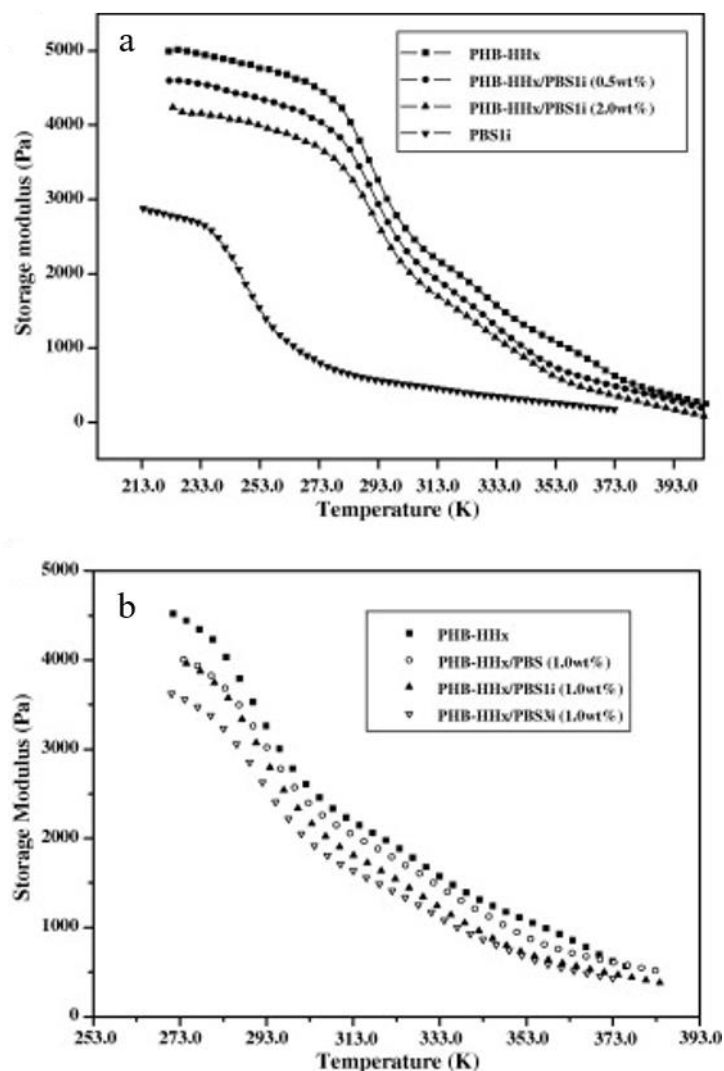 a
PHB-HHx
PHB-HHx/PBS1i (0.5wt%)
PHB-HHx/PBS1i (2.0wt%)
PBS1i
Storage modulus (Pa)
5000
4000
3000
2000
1000
0
213.0 233.0 253.0 273.0 293.0 313.0 333.0 353.0 373.0 393.0
Temperature (K)
b
PHB-HHx
PHB-HHx/PBS (1.0wt%)
PHB-HHx/PBS1i (1.0wt%)
PHB-HHx/PBS3i (1.0wt%)
Storage Modulus (Pa)
5000
4000
3000
2000
1000
0
253.0 273.0 293.0 313.0 333.0 353.0 373.0 393.0
Temperature (K)